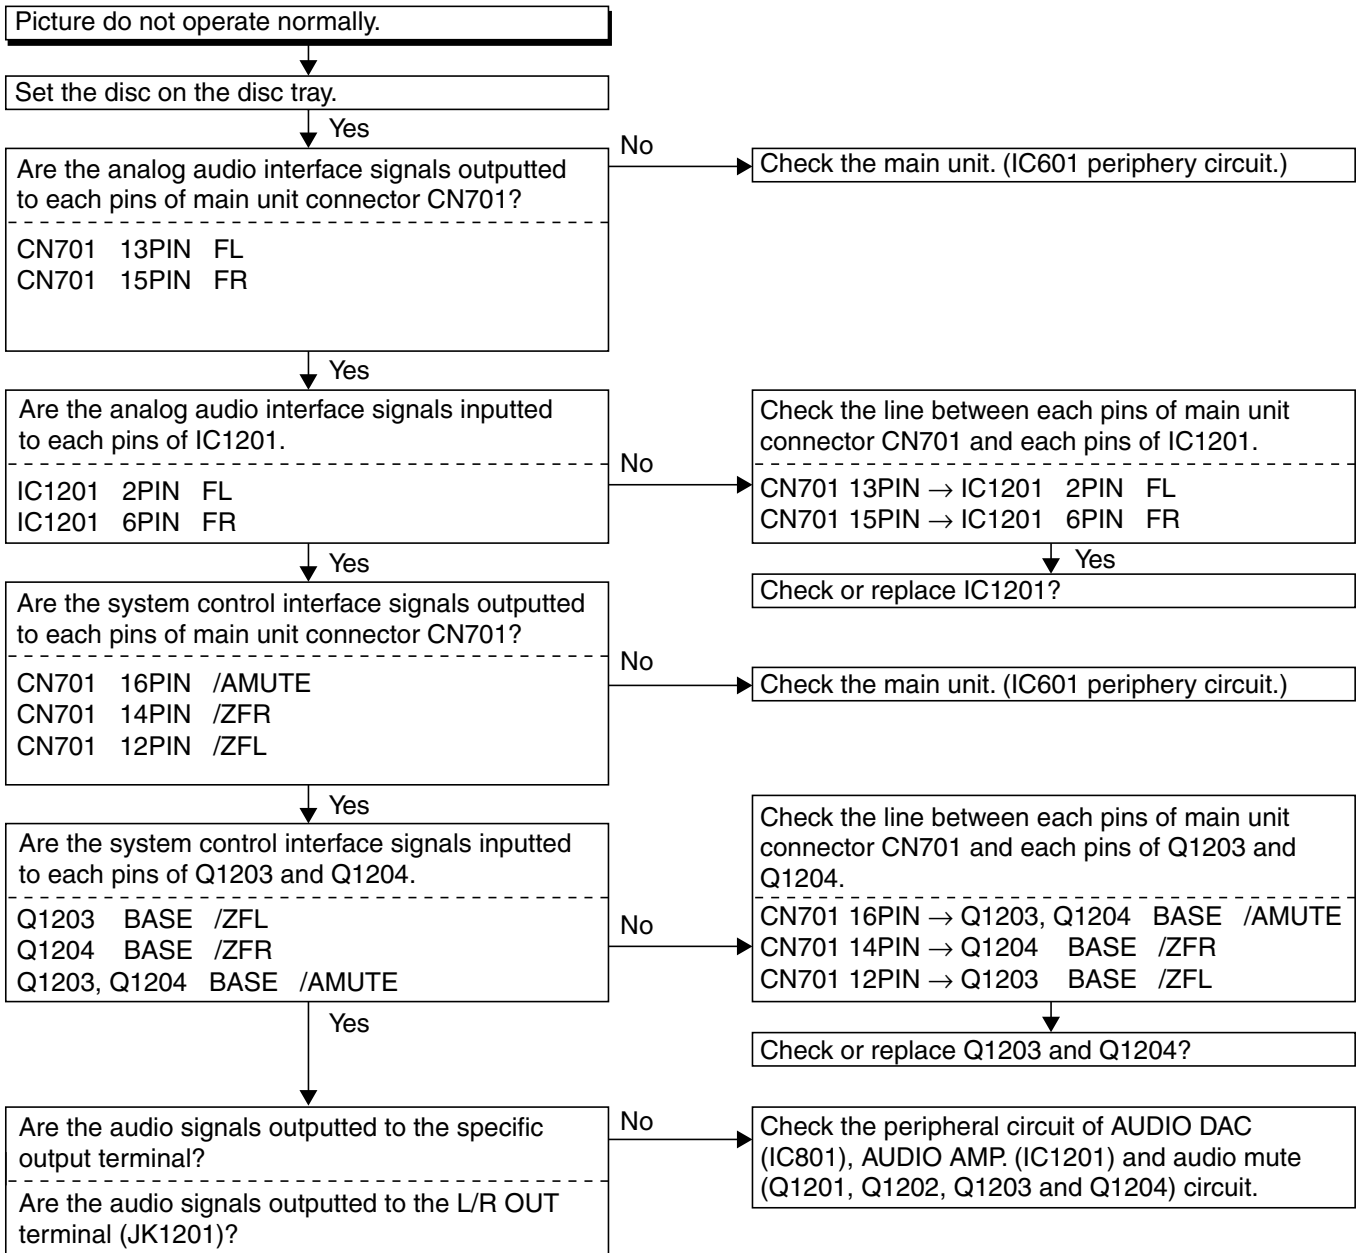 Picture do not operate normally.
Set the disc on the disc tray.
Yes
Are the analog audio interface signals outputted
to each pins of main unit connector CN701?
CN701 13PIN FL
CN701 15PIN FR
No
Check the main unit. (IC601 periphery circuit.)
Yes
Are the analog audio interface signals inputted
to each pins of IC1201.
IC1201 2PIN FL
IC1201 6PIN FR
No
Check the line between each pins of main unit
connector CN701 and each pins of IC1201.
CN701 13PIN → IC1201 2PIN FL
CN701 15PIN → IC1201 6PIN FR
Yes
Check or replace IC1201?
Yes
Are the system control interface signals outputted
to each pins of main unit connector CN701?
CN701 16PIN /AMUTE
CN701 14PIN /ZFR
CN701 12PIN /ZFL
No
Check the main unit. (IC601 periphery circuit.)
Yes
Are the system control interface signals inputted
to each pins of Q1203 and Q1204.
Q1203 BASE /ZFL
Q1204 BASE /ZFR
Q1203, Q1204 BASE /AMUTE
No
Check the line between each pins of main unit
connector CN701 and each pins of Q1203 and
Q1204.
CN701 16PIN → Q1203, Q1204 BASE /AMUTE
CN701 14PIN → Q1204 BASE /ZFR
CN701 12PIN → Q1203 BASE /ZFL
Check or replace Q1203 and Q1204?
Yes
Are the audio signals outputted to the specific
output terminal?
Are the audio signals outputted to the L/R OUT
terminal (JK1201)?
No
Check the peripheral circuit of AUDIO DAC
(IC801), AUDIO AMP. (IC1201) and audio mute
(Q1201, Q1202, Q1203 and Q1204) circuit.